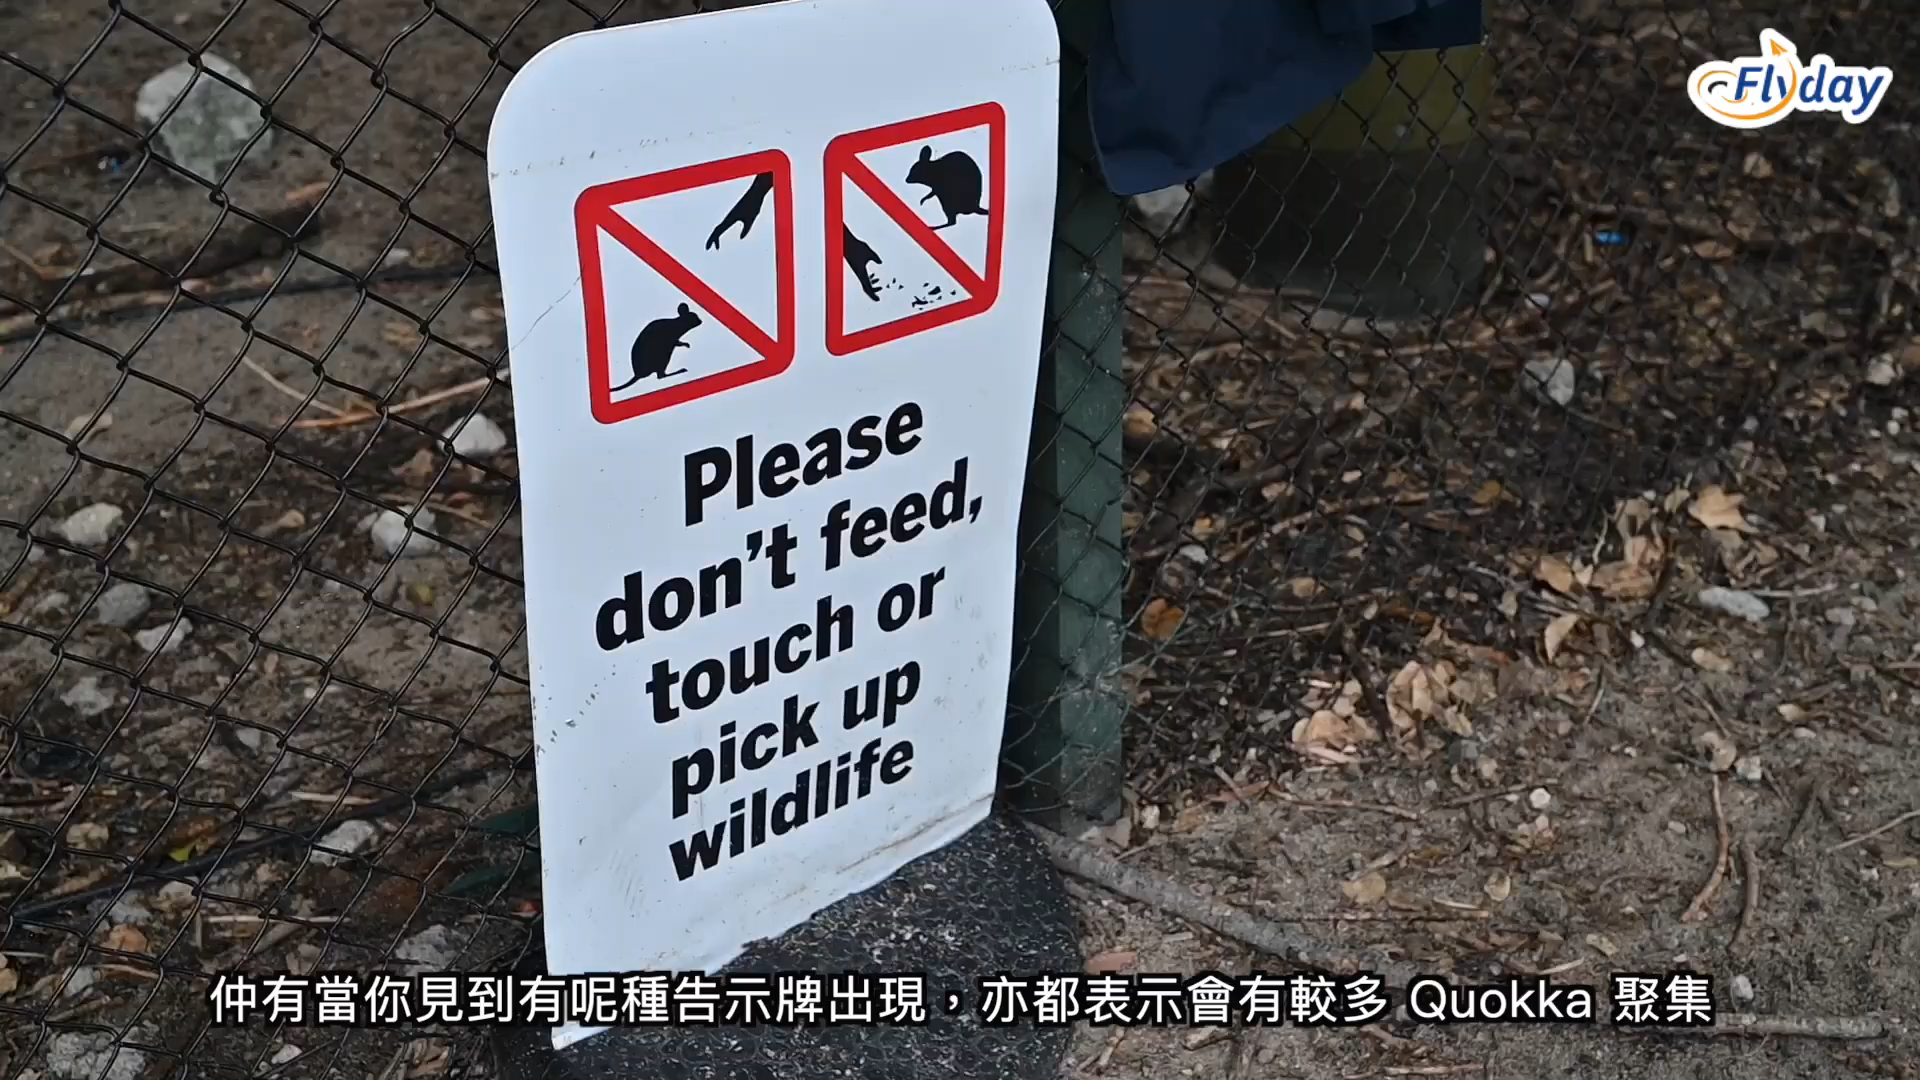 Flyday
Please
don't feed,
touch or
pick up
wildlife
仲有當你見到有呢種告示牌出現，亦都表示會有較多 Quokka 聚集